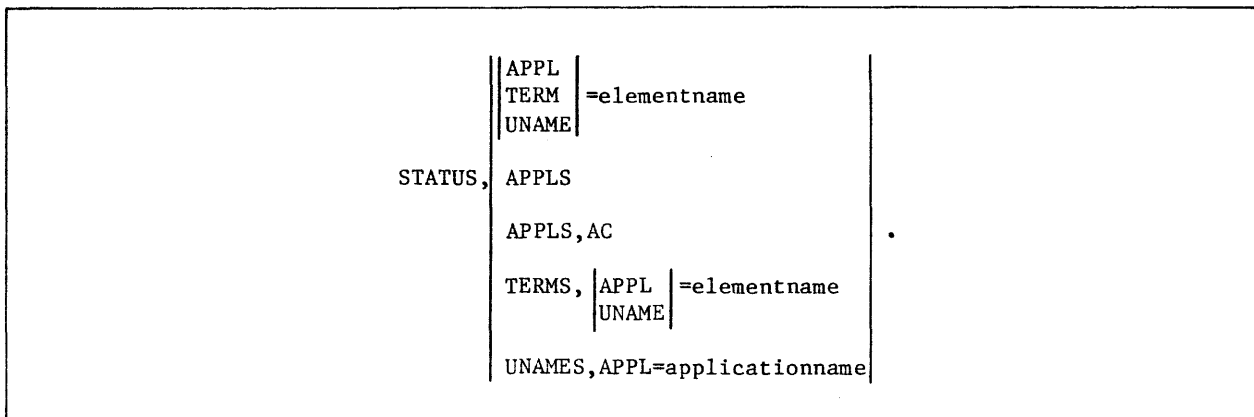 APPL
TERM =elementname
UNAME
STATUS, APPLS
APPLS,AC .
TERMS, APPL =elementname
UNAME
UNAMES,APPL=applicationname